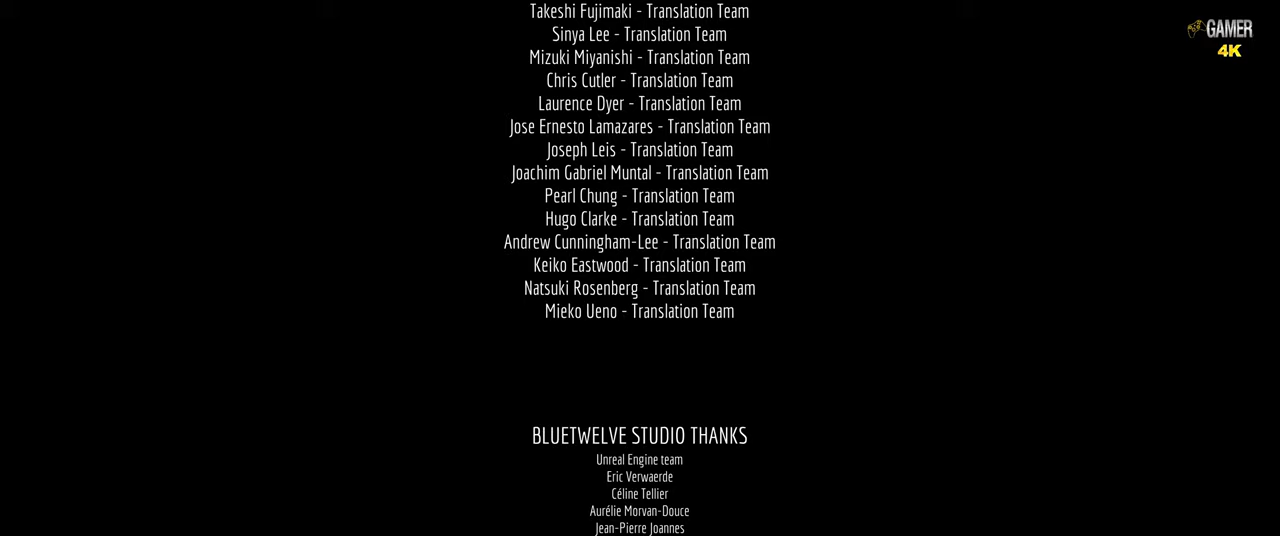 Takeshi Fujimaki - Translation Team
Sinya Lee - Translation Team
Mizuki Miyanishi - Translation Team
Chris Cutler - Translation Team
Laurence Dyer - Translation Team
Jose Ernesto Lamazares - Translation Team
Joseph Leis - Translation Team
Joachim Gabriel Muntal - Translation Team
Pearl Chung - Translation Team
Hugo Clarke - Translation Team
Andrew Cunningham-Lee - Translation Team
Keiko Eastwood - Translation Team
Natsuki Rosenberg - Translation Team
Mieko Ueno - Translation Team
BLUETWELVE STUDIO THANKS
Unreal Engine team
Eric Verwaerde
Céline Tellier
Aurélie Morvan-Douce
Jean-Pierre Joannes
GAMER
4K